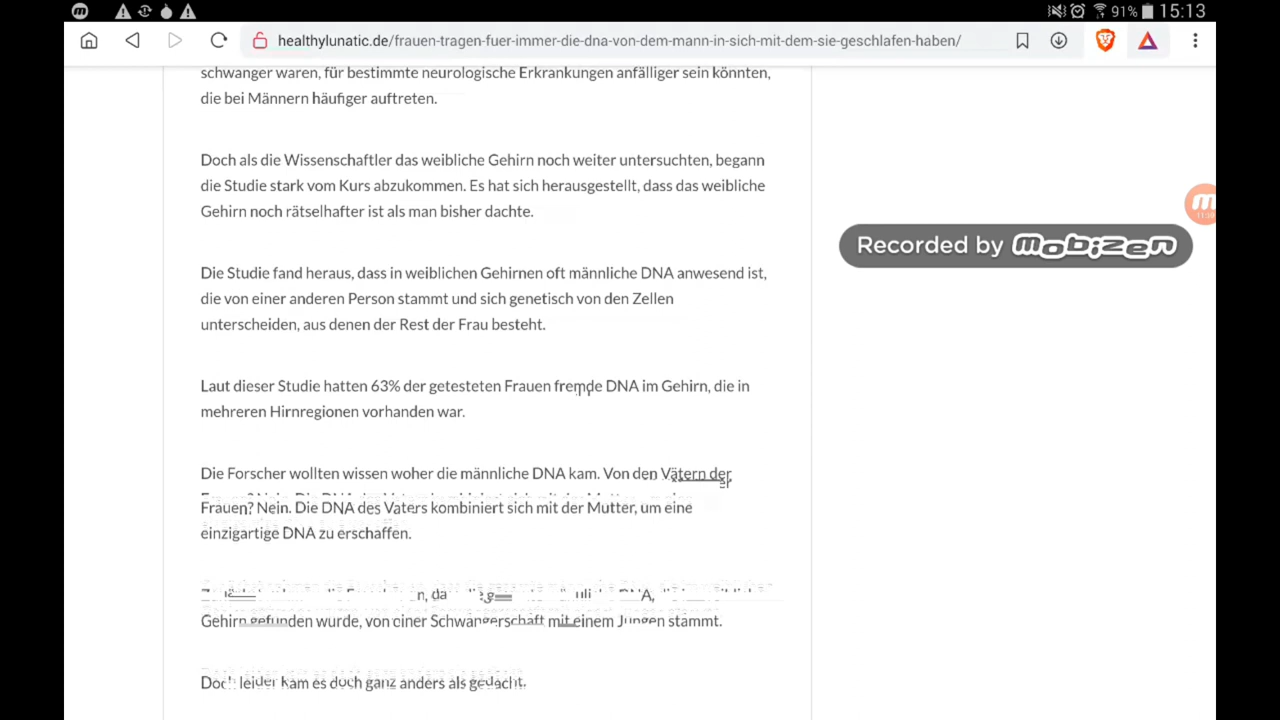 91% 15:13
healthylunatic.de/frauen-tragen-fuer-immer-die-dna-von-dem-mann-in-sich-mit-dem-sie-geschlafen-haben/
schwanger waren, für bestimmte neurologische Erkrankungen anfälliger sein könnten,
die bei Männern häufiger auftreten.
Doch als die Wissenschaftler das weibliche Gehirn noch weiter untersuchten, begann
die Studie stark vom Kurs abzukommen. Es hat sich herausgestellt, dass das weibliche
Gehirn noch rätselhafter ist als man bisher dachte.
11:30
Recorded by mobizen
Die Studie fand heraus, dass in weiblichen Gehirnen oft männliche DNA anwesend ist,
die von einer anderen Person stammt und sich genetisch von den Zellen
unterscheiden, aus denen der Rest der Frau besteht.
Laut dieser Studie hatten 63% der getesteten Frauen fremde DNA im Gehirn, die in
mehreren Hirnregionen vorhanden war.
Die Forscher wollten wissen woher die männliche DNA kam. Von den Vätern der
Frauen? Nein. Die DNA des Vaters kombiniert sich mit der Mutter, um eine
einzigartige DNA zu erschaffen.
DNA,
Gehirn gefunden wurde, von einer Schwangerschaft mit einem Jungen stammt.
Doch leider kam es doch ganz anders als gedacht.